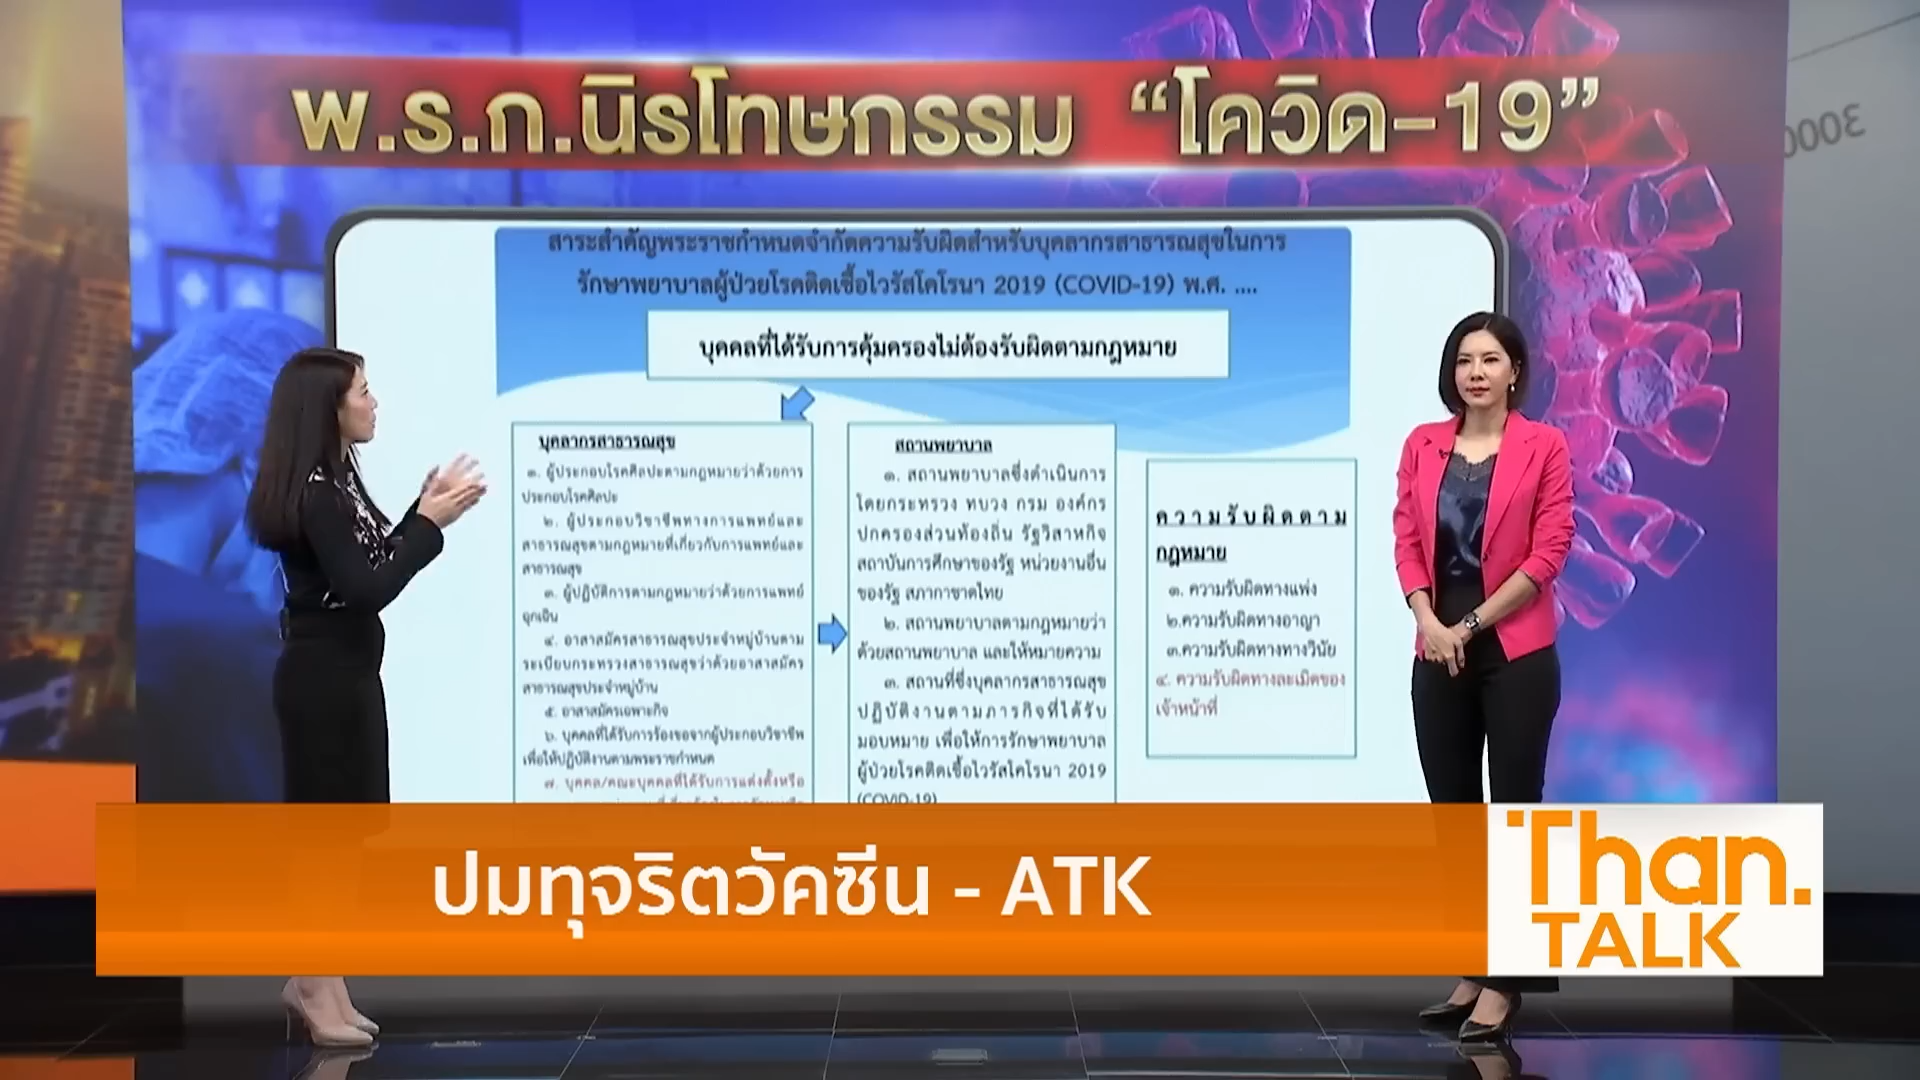 พ.ร.ก.นิรโทษกรรม “โควิด-19”
3000
สาระสำคัญพระราชกำหนดจำกัดความรับผิดสำหรับบุคลากรสาธารณสุขในการ
รักษาพยาบาลผู้ป่วยโรคติดเชื้อไวรัสโคโรนา 2019 (COVID-19) พ.ศ. ....
บุคคลที่ได้รับการคุ้มครองไม่ต้องรับผิดตามกฎหมาย
บุคลากรสาธารณสุข
๑. ผู้ประกอบโรคศิลปะตามกฎหมายว่าด้วยการ
ประกอบโรคศิลปะ
๒. ผู้ประกอบวิชาชีพทางการแพทย์และ
สาธารณสุขตามกฎหมายที่เกี่ยวกับการแพทย์และ
สาธารณสุข
๓. ผู้ปฏิบัติการตามกฎหมายว่าด้วยการแพทย์
ฉุกเฉิน
๔. อาสาสมัครสาธารณสุขประจำหมู่บ้านตาม
ระเบียบกระทรวงสาธารณสุขว่าด้วยอาสาสมัคร
สาธารณสุขประจำหมู่บ้าน
๕. อาสาสมัครเฉพาะกิจ
๖. บุคคลที่ได้รับการร้องขอจากผู้ประกอบวิชาชีพ
เพื่อให้ปฏิบัติงานตามพระราชกำหนด
๗. บุคคล/คณะบุคคลที่ได้รับการแต่งตั้งหรือ
สถานพยาบาล
๑. สถานพยาบาลซึ่งดำเนินการ
โดยกระทรวง ทบวง กรม องค์กร
ปกครองส่วนท้องถิ่น รัฐวิสาหกิจ
สถาบันการศึกษาของรัฐ หน่วยงานอื่น
ของรัฐ สภากาชาดไทย
๒. สถานพยาบาลตามกฎหมายว่า
ด้วยสถานพยาบาล และให้หมายความ
๓. สถานที่ซึ่งบุคลากรสาธารณสุข
ปฏิบัติงานตามภารกิจที่ได้รับ
มอบหมาย เพื่อให้การรักษาพยาบาล
ผู้ป่วยโรคติดเชื้อไวรัสโคโรนา 2019
(COVID-19)
ความรับผิดตาม
กฎหมาย
๑. ความรับผิดทางแพ่ง
๒.ความรับผิดทางอาญา
๓.ความรับผิดทางวินัย
๔. ความรับผิดทางละเมิดของ
เจ้าหน้าที่
ปมทุจริตวัคซีน - ATK
Than.
TALK